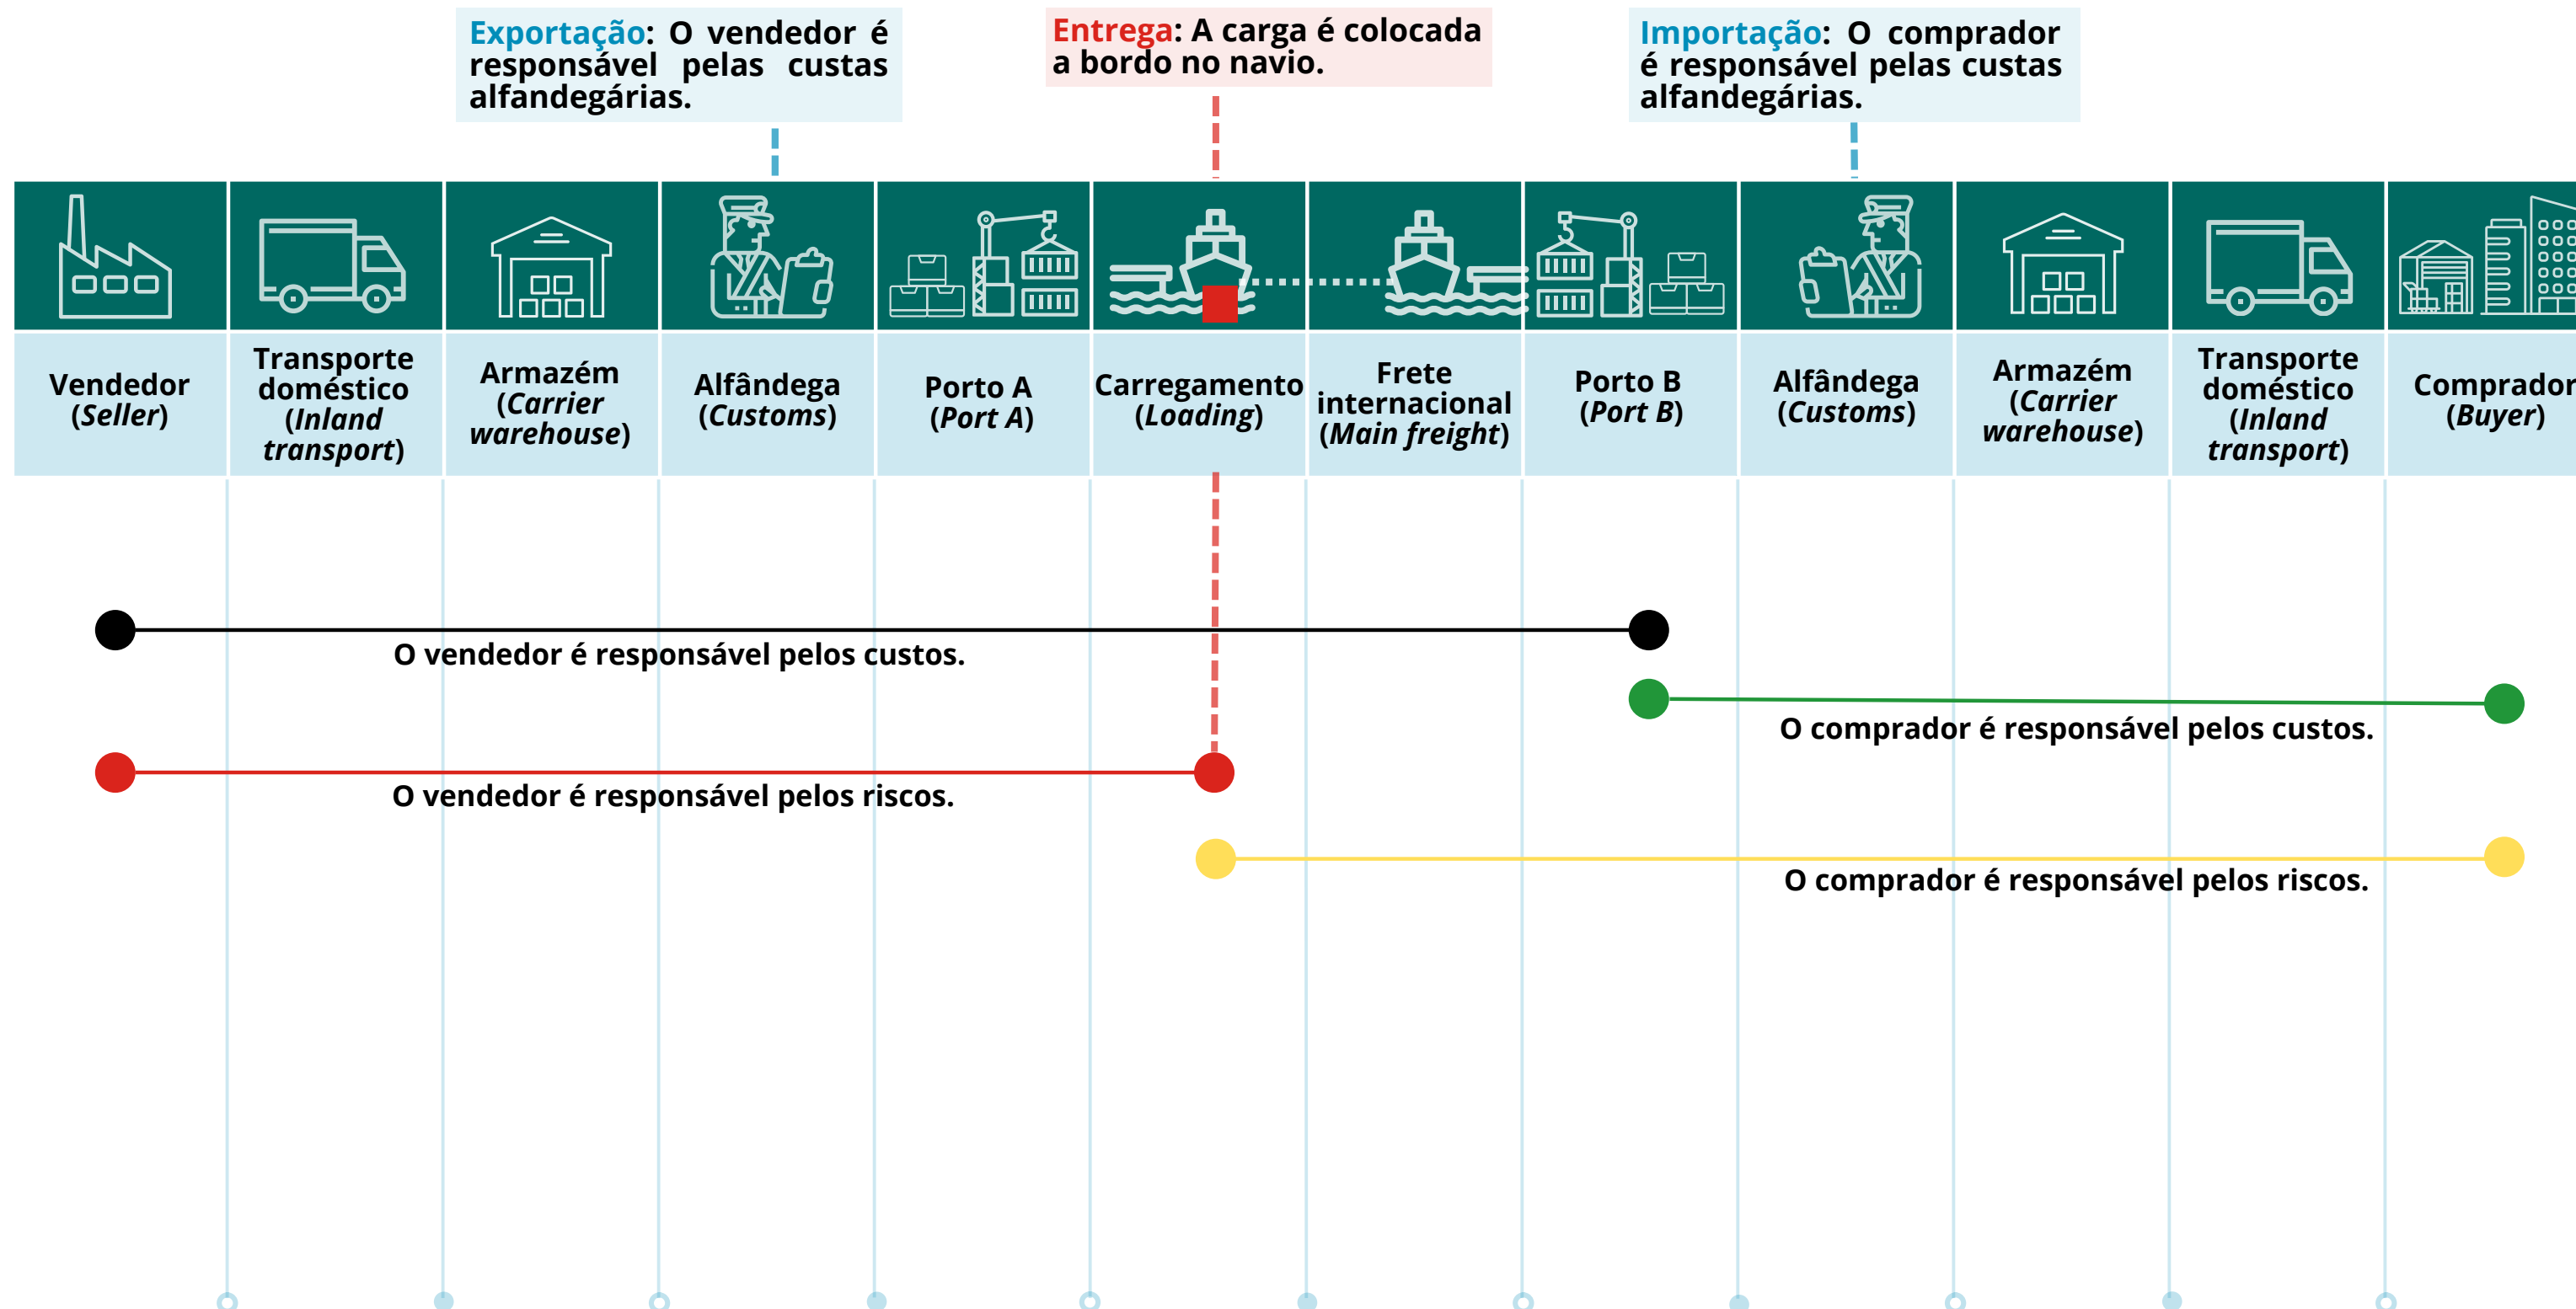 Exportação: O vendedor é
responsável pelas custas
alfandegárias.
Entrega: A carga é colocada
a bordo no navio.
Importação: O comprador
é responsável pelas custas
alfandegárias.
Vendedor
(Seller)
Transporte
doméstico
(Inland
transport)
Armazém
(Carrier
warehouse)
Alfândega
(Customs)
Porto A
(Port A)
Carregamento
(Loading)
Frete
internacional
(Main freight)
Porto B
(Port B)
Alfândega
(Customs)
Armazém
(Carrier
warehouse)
Transporte
doméstico
(Inland
transport)
Comprador
(Buyer)
O vendedor é responsável pelos custos.
O comprador é responsável pelos custos.
O vendedor é responsável pelos riscos.
O comprador é responsável pelos riscos.